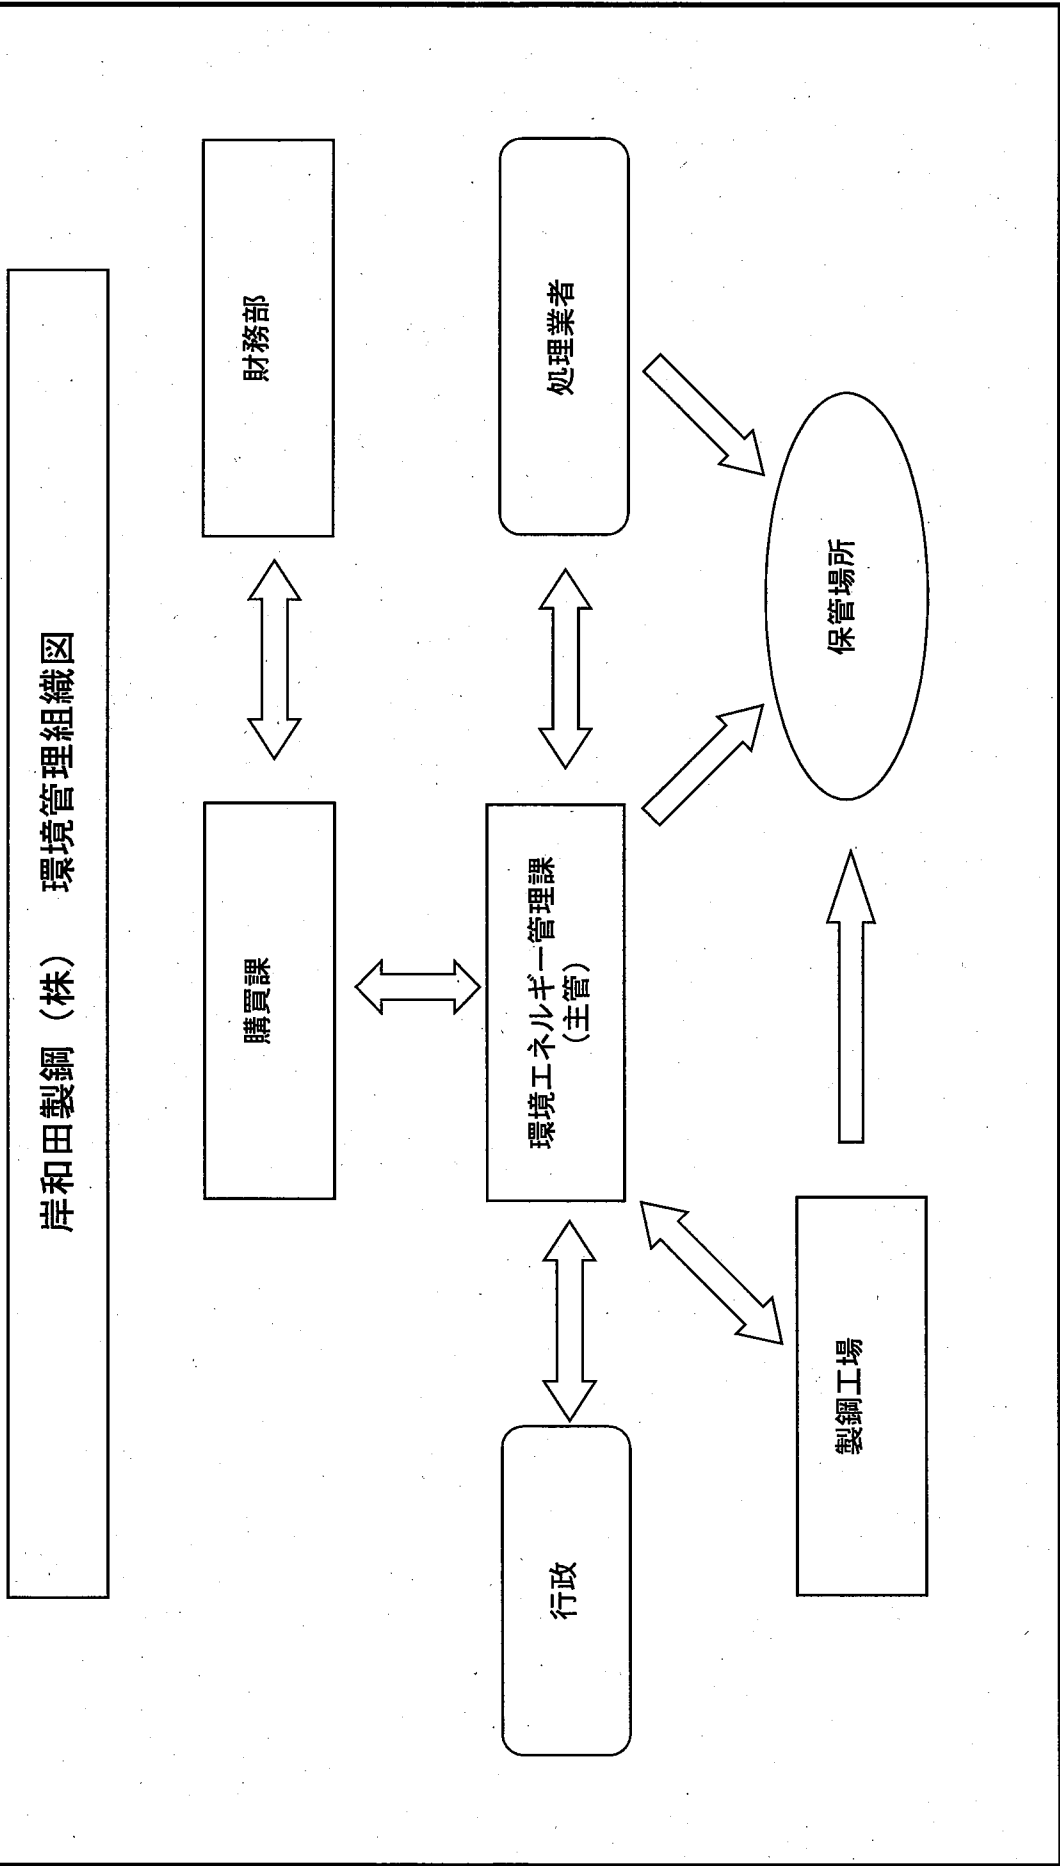 岸和田製鋼（株）　環境管理組織図
購買課
財務部
行政
環境エネルギー管理課
（主管）
処理業者
製鋼工場
保管場所